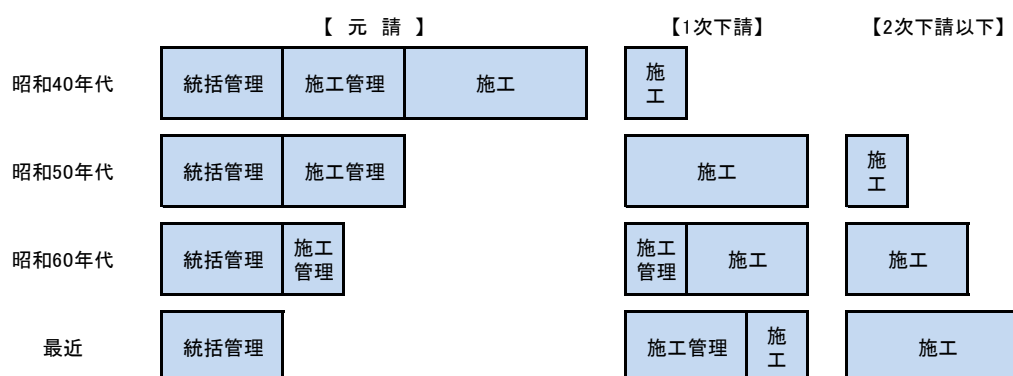 【 元 請 】 【1次下請】 【2次下請以下】
昭和40年代 統括管理 施工管理 施工 施工
昭和50年代 統括管理 施工管理 施工 施工
昭和60年代 統括管理 施工管理 施工管理 施工 施工
最近 統括管理 施工管理 施工 施工